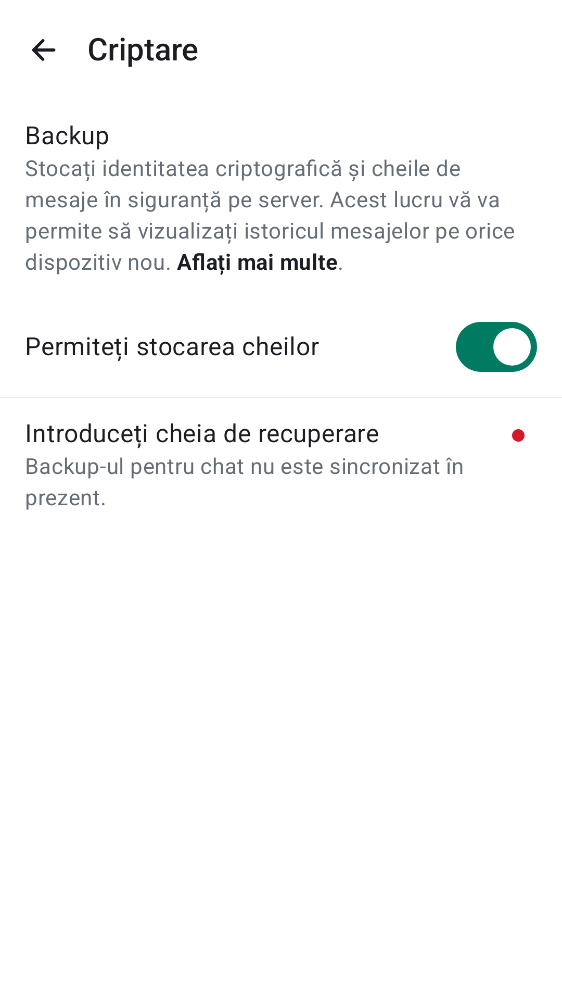 Criptare
Backup
Stocați identitatea criptografică și cheile de
mesaje în siguranță pe server. Acest lucru vă va
permite să vizualizați istoricul mesajelor pe orice
dispozitiv nou. Aflați mai multe.
Permiteți stocarea cheilor
Introduceți cheia de recuperare
Backup-ul pentru chat nu este sincronizat în
prezent.